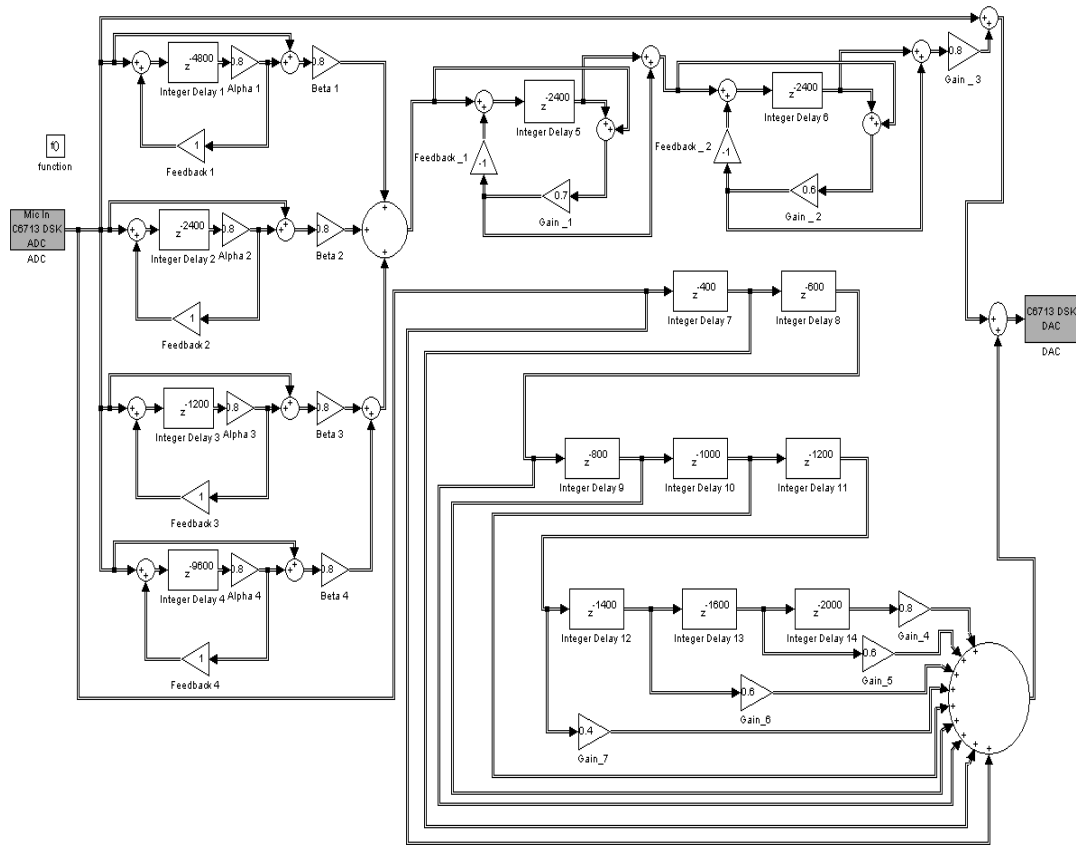 z-4800
0.8
Integer Delay 1
Alpha 1
0.8
Beta 1
1
Feedback 1
f()
function
Mic In
C6713 DSK
ADC
ADC
z-2400
0.8
Integer Delay 2
Alpha 2
0.8
Beta 2
1
Feedback 2
z-1200
0.8
Integer Delay 3
Alpha 3
0.8
Beta 3
1
Feedback 3
z-9600
0.8
Integer Delay 4
Alpha 4
0.8
Beta 4
1
Feedback 4
z-2400
Integer Delay 5
Feedback_1
-1
0.7
Gain _1
z-2400
Integer Delay 6
Feedback _ 2
-1
0.6
Gain _2
0.8
Gain _ 3
z-400
Integer Delay 7
z-600
Integer Delay 8
C6713 DSK
DAC
DAC
z-800
Integer Delay 9
z-1000
Integer Delay 10
z-1200
Integer Delay 11
z-1400
Integer Delay 12
z-1600
Integer Delay 13
z-2000
Integer Delay 14
0.8
Gain_4
0.6
Gain_5
0.6
Gain_6
0.4
Gain_7